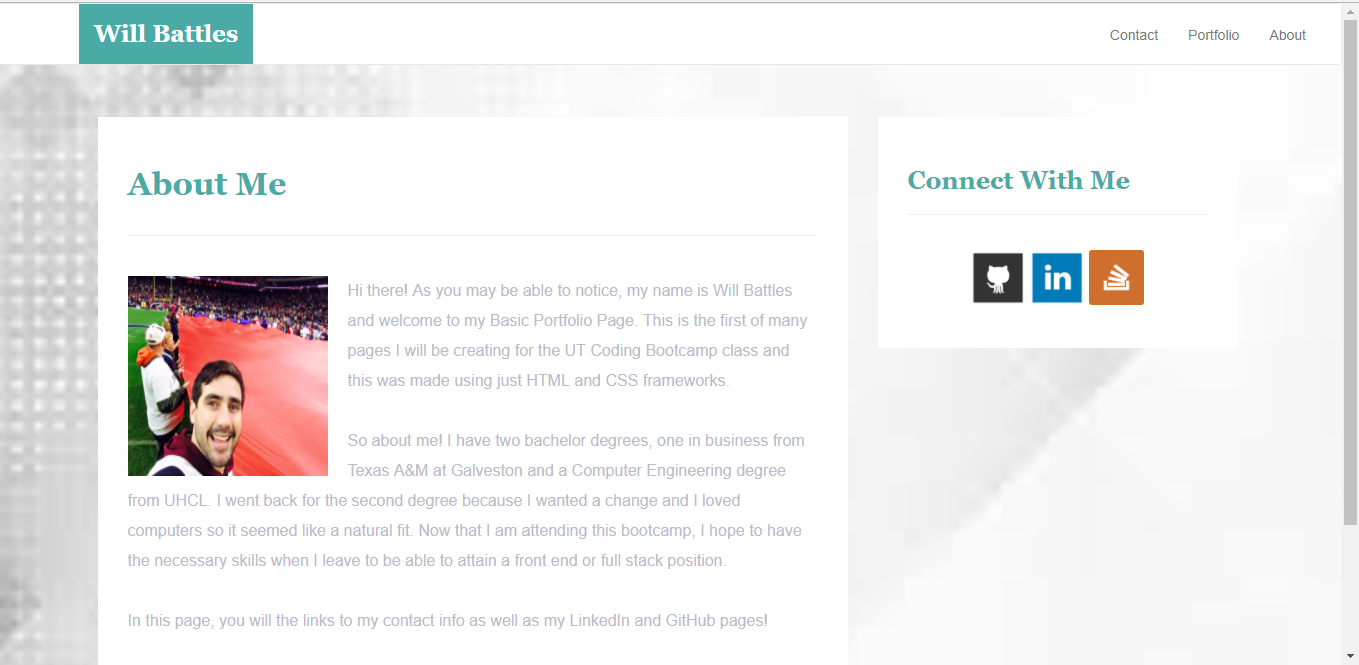 Will Battles
Contact Portfolio About
About Me
Hi there! As you may be able to notice, my name is Will Battles
and welcome to my Basic Portfolio Page. This is the first of many
pages I will be creating for the UT Coding Bootcamp class and
this was made using just HTML and CSS frameworks.
So about me! I have two bachelor degrees, one in business from
Texas A&M at Galveston and a Computer Engineering degree
from UHCL. I went back for the second degree because I wanted a change and I loved
computers so it seemed like a natural fit. Now that I am attending this bootcamp, I hope to have
the necessary skills when I leave to be able to attain a front end or full stack position.
In this page, you will the links to my contact info as well as my LinkedIn and GitHub pages!
Connect With Me
in